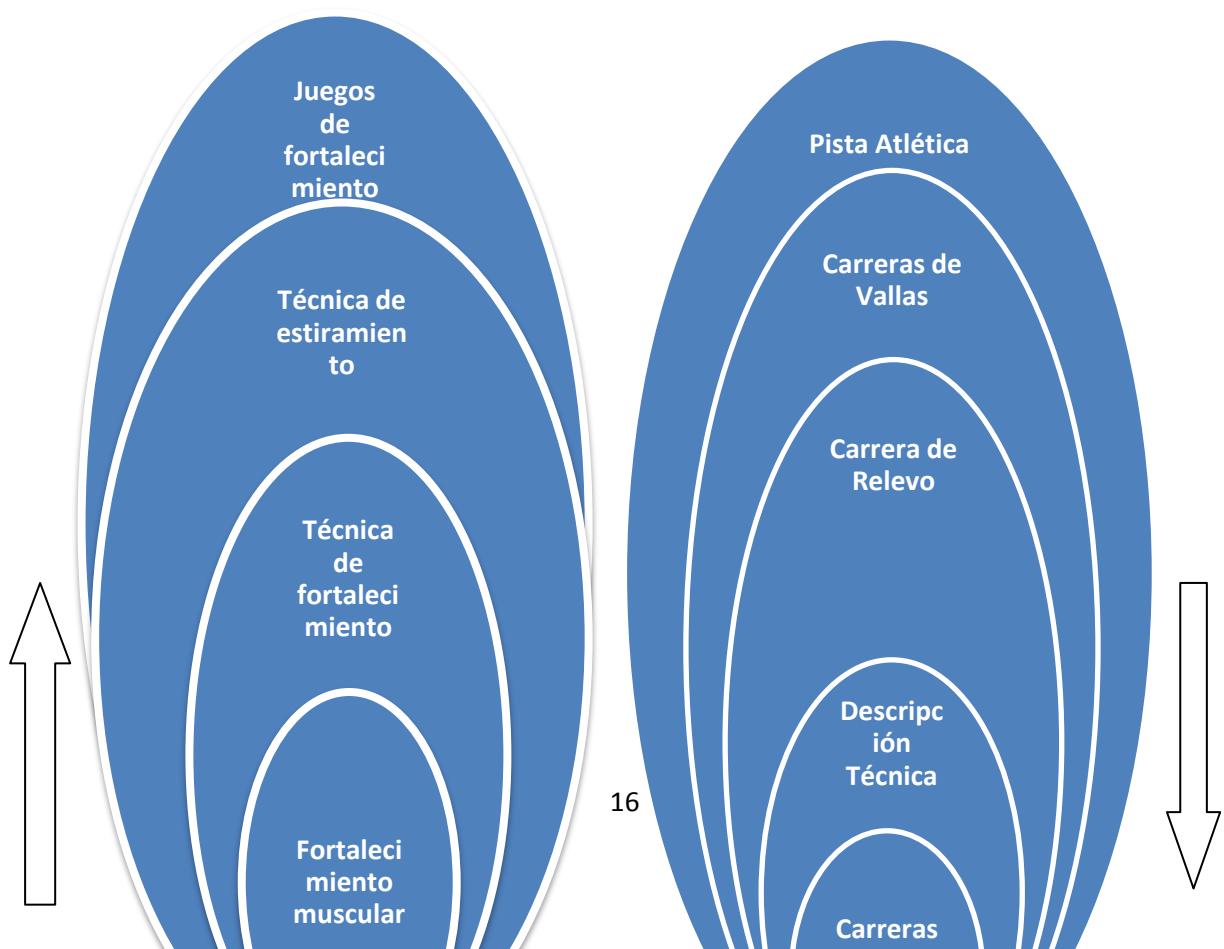 Juegos
de
fortaleci
miento
Técnica de
estiramien
to
Técnica
de
fortaleci
miento
Fortaleci
miento
muscular
Pista Atlética
Carreras de
Vallas
Carrera de
Relevo
Descripc
ión
Técnica
Carreras
16